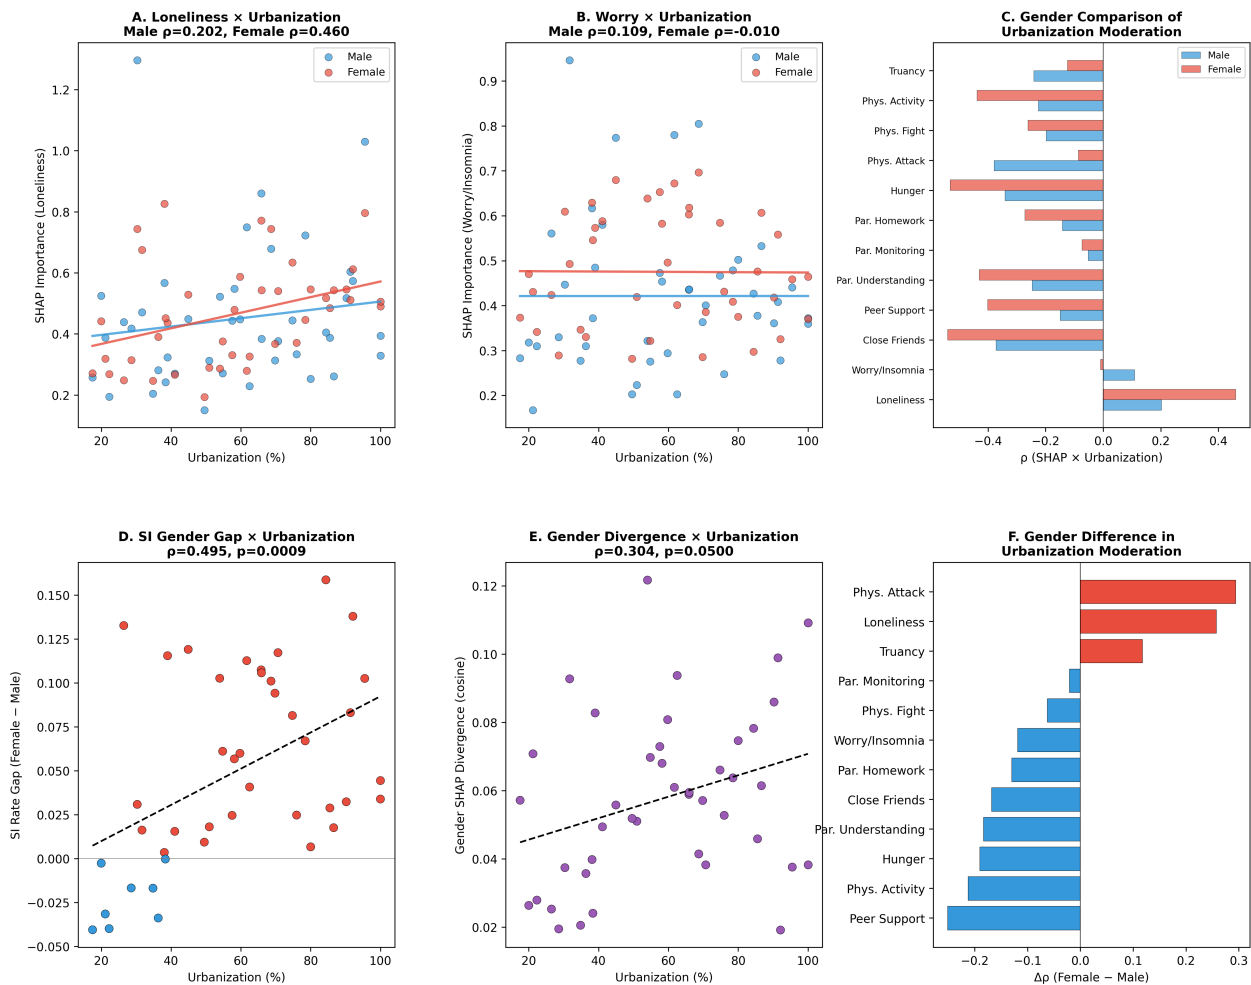 A. Loneliness × Urbanization
Male ρ=0.202, Female ρ=0.460
Male
Female
SHAP Importance (Loneliness)
1.2
1.0
0.8
0.6
0.4
0.2
20
40
60
80
100
Urbanization (%)
B. Worry × Urbanization
Male ρ=0.109, Female ρ=-0.010
Male
Female
SHAP Importance (Worry/Insomnia)
0.9
0.8
0.7
0.6
0.5
0.4
0.3
0.2
20
40
60
80
100
Urbanization (%)
C. Gender Comparison of
Urbanization Moderation
Male
Female
Truancy
Phys. Activity
Phys. Fight
Phys. Attack
Hunger
Par. Homework
Par. Monitoring
Par. Understanding
Peer Support
Close Friends
Worry/Insomnia
Loneliness
−0.4
−0.2
0.0
0.2
0.4
ρ (SHAP × Urbanization)
D. SI Gender Gap × Urbanization
ρ=0.495, p=0.0009
SI Rate Gap (Female − Male)
0.150
0.125
0.100
0.075
0.050
0.025
0.000
−0.025
−0.050
20
40
60
80
100
Urbanization (%)
E. Gender Divergence × Urbanization
ρ=0.304, p=0.0500
Gender SHAP Divergence (cosine)
0.12
0.10
0.08
0.06
0.04
0.02
20
40
60
80
100
Urbanization (%)
F. Gender Difference in
Urbanization Moderation
Phys. Attack
Loneliness
Truancy
Par. Monitoring
Phys. Fight
Worry/Insomnia
Par. Homework
Close Friends
Par. Understanding
Hunger
Phys. Activity
Peer Support
−0.2
−0.1
0.0
0.1
0.2
0.3
Δρ (Female − Male)